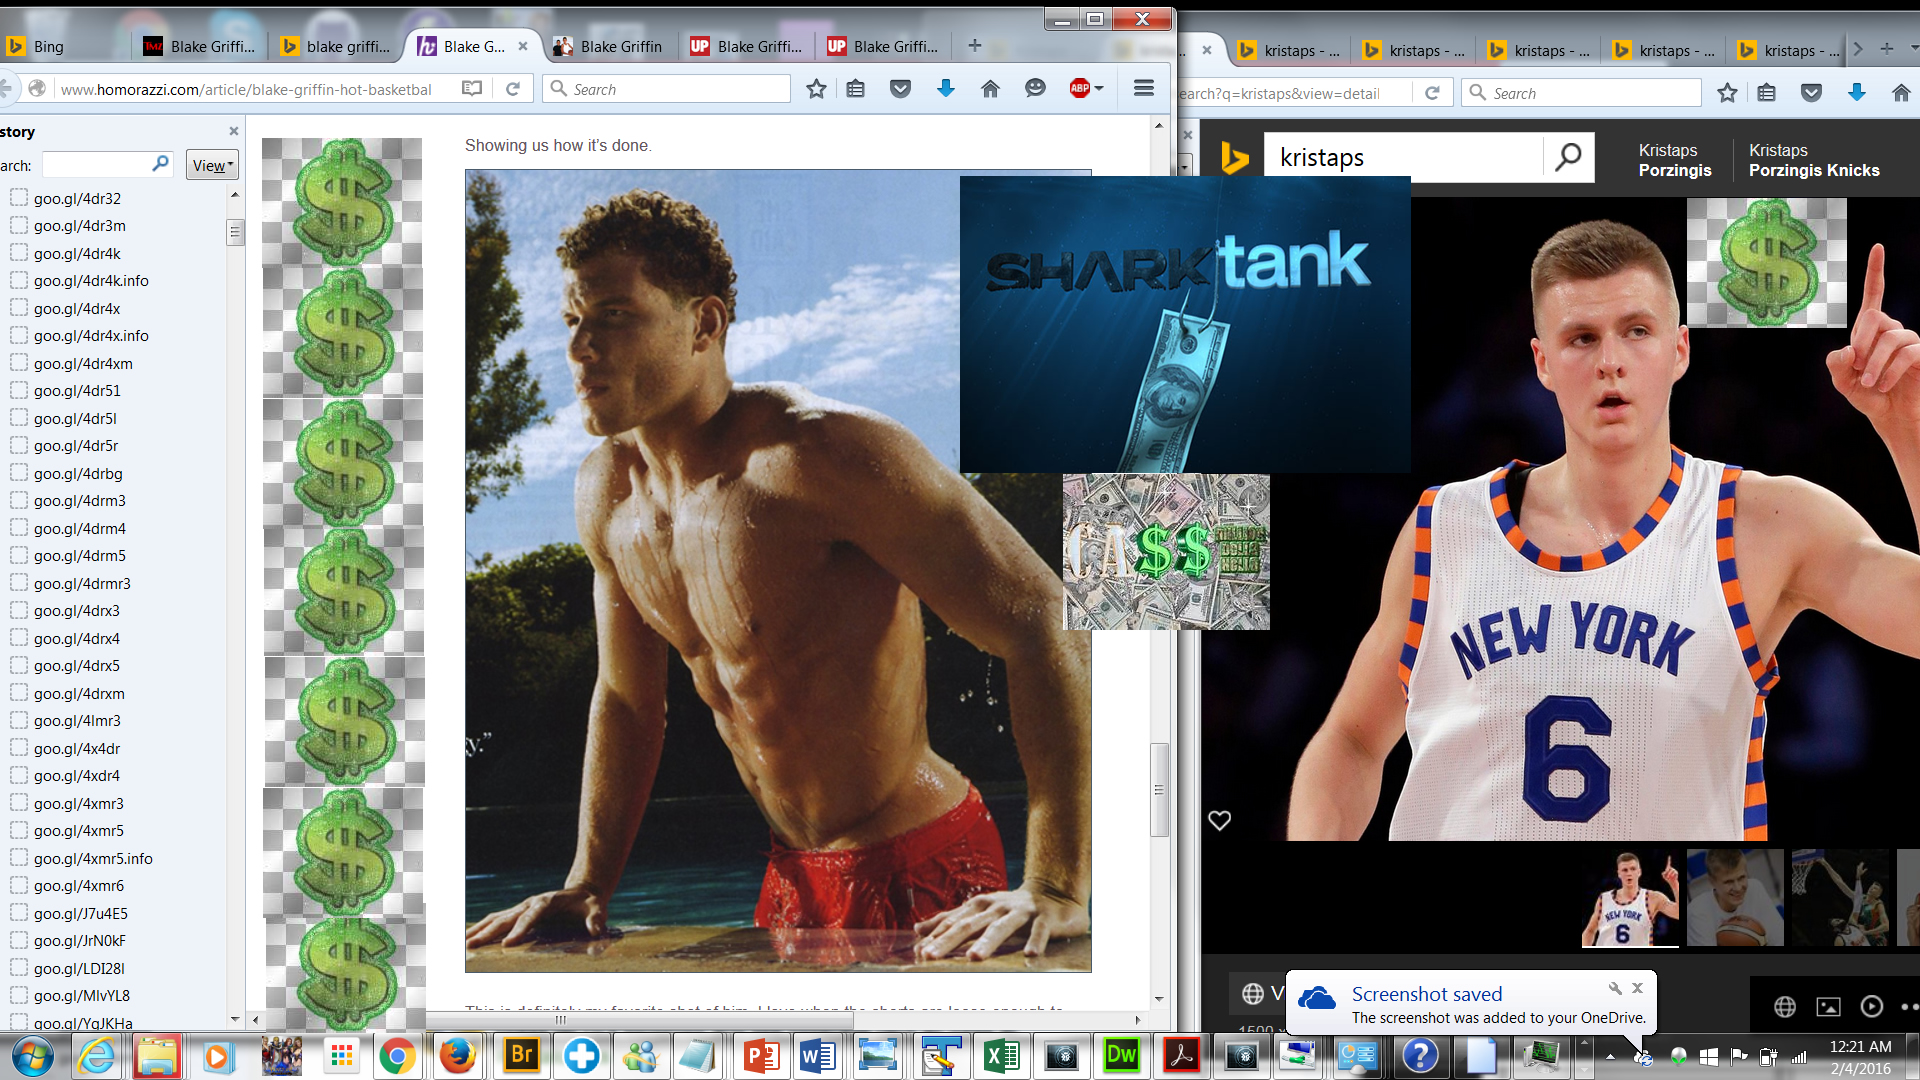 Bing
Blake Griffi...
blake griffi...
Blake G...
Blake Griffin
Blake Griffi...
Blake Griffi...
kristaps - ...
kristaps - ...
kristaps - ...
kristaps - ...
kristaps - ...
www.homorazzi.com/article/blake-griffin-hot-basketbal
Search
ABP
earch?q=kristaps&view=detail
Search
story
arch:
View
goo.gl/4dr32
goo.gl/4dr3m
goo.gl/4dr4k
goo.gl/4dr4k.info
goo.gl/4dr4x
goo.gl/4dr4x.info
goo.gl/4dr4xm
goo.gl/4dr51
goo.gl/4dr5l
goo.gl/4dr5r
goo.gl/4drbg
goo.gl/4drm3
goo.gl/4drm4
goo.gl/4drm5
goo.gl/4drmr3
goo.gl/4drx3
goo.gl/4drx4
goo.gl/4drx5
goo.gl/4drxm
goo.gl/4lmr3
goo.gl/4x4dr
goo.gl/4xdr4
goo.gl/4xmr3
goo.gl/4xmr5
goo.gl/4xmr5.info
goo.gl/4xmr6
goo.gl/J7u4E5
goo.gl/JrN0kF
goo.gl/LDI28l
goo.gl/MlvYL8
goo.gl/YgJKHa
Showing us how it's done.
y."
SHARK tank
CA$$
kristaps
Kristaps
Porzingis
Kristaps
Porzingis Knicks
NEW YORK
6
NEW YORK
6
V
1500 x
Screenshot saved
The screenshot was added to your OneDrive.
12:21 AM
2/4/2016